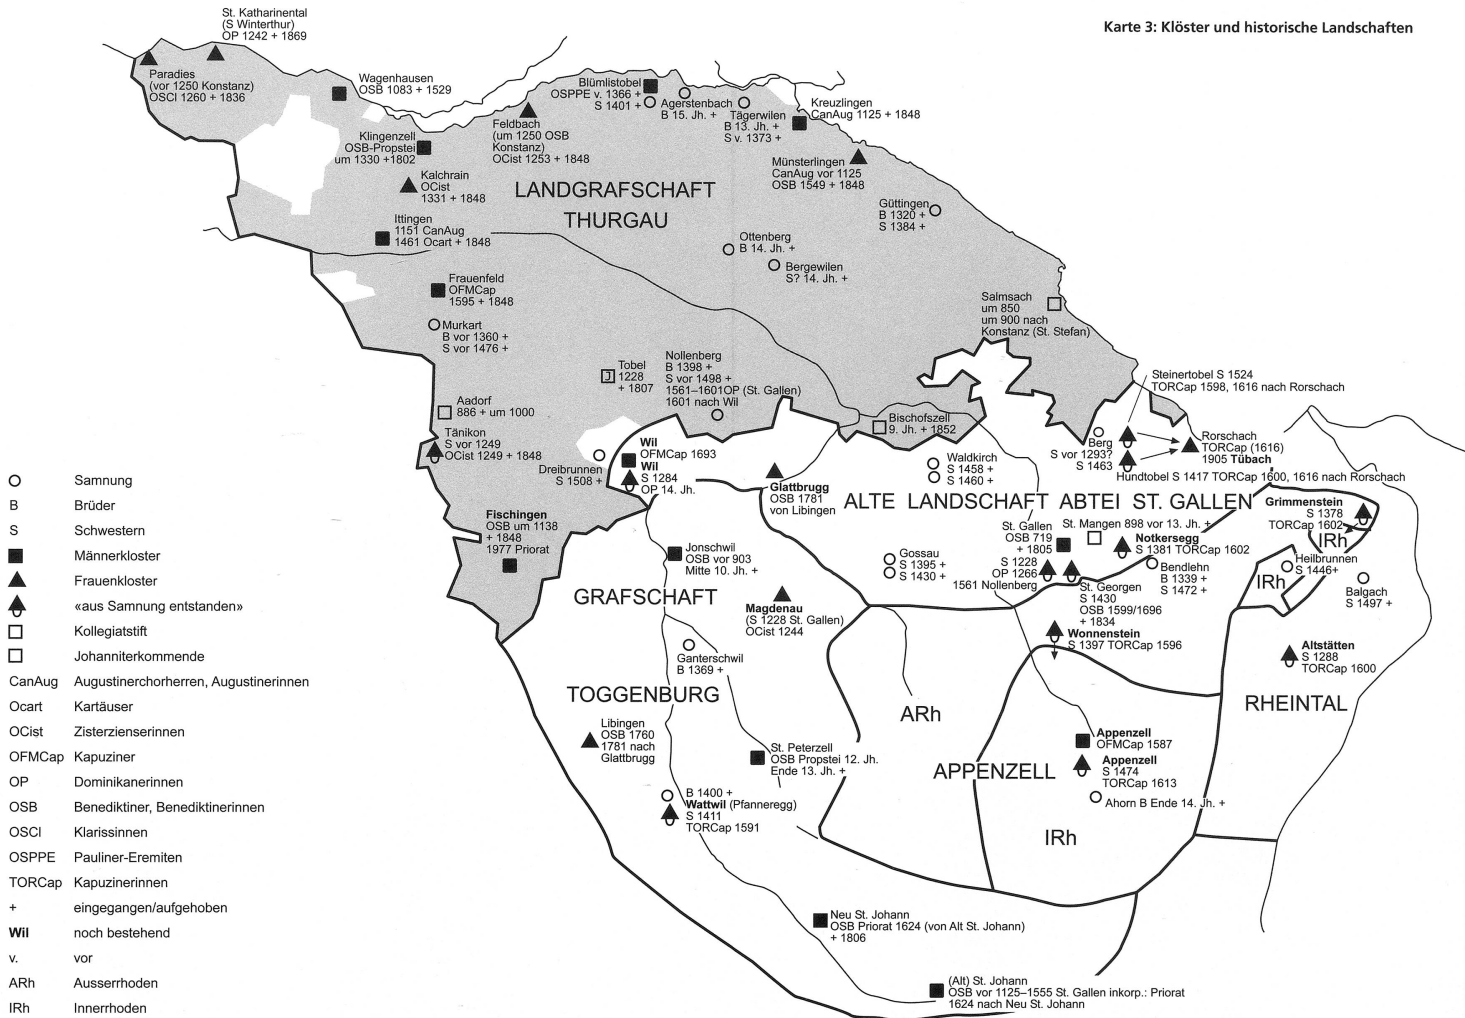 Karte 3: Klöster und historische Landschaften
St. Katharinental
(S Winterthur)
OP 1242 + 1869
Paradies
(vor 1250 Konstanz)
OSCI 1260 + 1836
Wagenhausen
OSB 1083 + 1529
Klingenzell
OSB-Propstei
um 1330 +1802
Kalchrain
OCist
1331 + 1848
Ittingen
1151 CanAug
1461 Ocart + 1848
Feldbach
(um 1250 OSB
Konstanz)
OCist 1253 + 1848
Blümlistobel
OSPPE v. 1366 +
S 1401 +
Agerstenbach
B 15. Jh. +
Tägerwilen
B 13. Jh. +
S v. 1373 +
Kreuzlingen
CanAug 1125 + 1848
Münsterlingen
CanAug vor 1125
OSB 1549 + 1848
Güttingen
B 1320 +
S 1384 +
LANDGRAFSCHAFT
THURGAU
Ottenberg
B 14. Jh. +
Bergewilen
S? 14. Jh. +
Frauenfeld
OFMCap
1595 + 1848
Murkart
B vor 1360 +
S vor 1476 +
Salmsach
um 850
um 900 nach
Konstanz (St. Stefan)
Tobel
1228
+ 1807
J
Nollenberg
B 1398 +
S vor 1498 +
1561–1601OP (St. Gallen)
1601 nach Wil
Aadorf
886 + um 1000
Tänikon
S vor 1249
OCist 1249 + 1848
Bischofszell
9. Jh. + 1852
Steinertobel S 1524
TORCap 1598, 1616 nach Rorschach
Berg
S vor 1293?
S 1463
Rorschach
TORCap (1616)
1905 Tübach
Hundtobel S 1417 TORCap 1600, 1616 nach Rorschach
Dreibrunnen
S 1508 +
Wil
OFMCap 1693
Wil
S 1284
OP 14. Jh.
Glattbrugg
OSB 1781
von Libingen
Waldkirch
S 1458 +
S 1460 +
ALTE LANDSCHAFT ABTEI ST. GALLEN
Fischingen
OSB um 1138
+ 1848
1977 Priorat
Jonschwil
OSB vor 903
Mitte 10. Jh. +
Gossau
S 1395 +
S 1430 +
St. Gallen
OSB 719
+ 1805
S 1228
OP 1266
1561 Nollenberg
St. Mangen 898 vor 13. Jh. +
Notkersegg
S 1381 TORCap 1602
Bendlehn
B 1339 +
S 1472 +
St. Georgen
S 1430
OSB 1599/1696
+ 1834
Grimmenstein
S 1378
TORCap 1602
IRh
IRh
Heilbrunnen
S 1446+
Balgach
S 1497 +
GRAFSCHAFT
TOGGENBURG
Magdenau
(S 1228 St. Gallen)
OCist 1244
Ganterschwil
B 1369 +
Wonnenstein
S 1397 TORCap 1596
Altstätten
S 1288
TORCap 1600
RHEINTAL
ARh
APPENZELL
IRh
Libingen
OSB 1760
1781 nach
Glattbrugg
St. Peterzell
OSB Propstei 12. Jh.
Ende 13. Jh. +
B 1400 +
Wattwil (Pfanneregg)
S 1411
TORCap 1591
Appenzell
OFMCap 1587
Appenzell
S 1474
TORCap 1613
Ahorn B Ende 14. Jh. +
Neu St. Johann
OSB Priorat 1624 (von Alt St. Johann)
+ 1806
(Alt) St. Johann
OSB vor 1125–1555 St. Gallen inkorp.: Priorat
1624 nach Neu St. Johann
Samnung
B Brüder
S Schwestern
Männerkloster
Frauenkloster
«aus Samnung entstanden»
Kollegiatstift
Johanniterkommende
CanAug Augustinerchorherren, Augustinerinnen
Ocart Kartäuser
OCist Zisterzienserinnen
OFMCap Kapuziner
OP Dominikanerinnen
OSB Benediktiner, Benediktinerinnen
OSCI Klarissinnen
OSPPE Pauliner-Eremiten
TORCap Kapuzinerinnen
+ eingegangen/aufgehoben
Wil noch bestehend
v. vor
ARh Ausserrhoden
IRh Innerrhoden